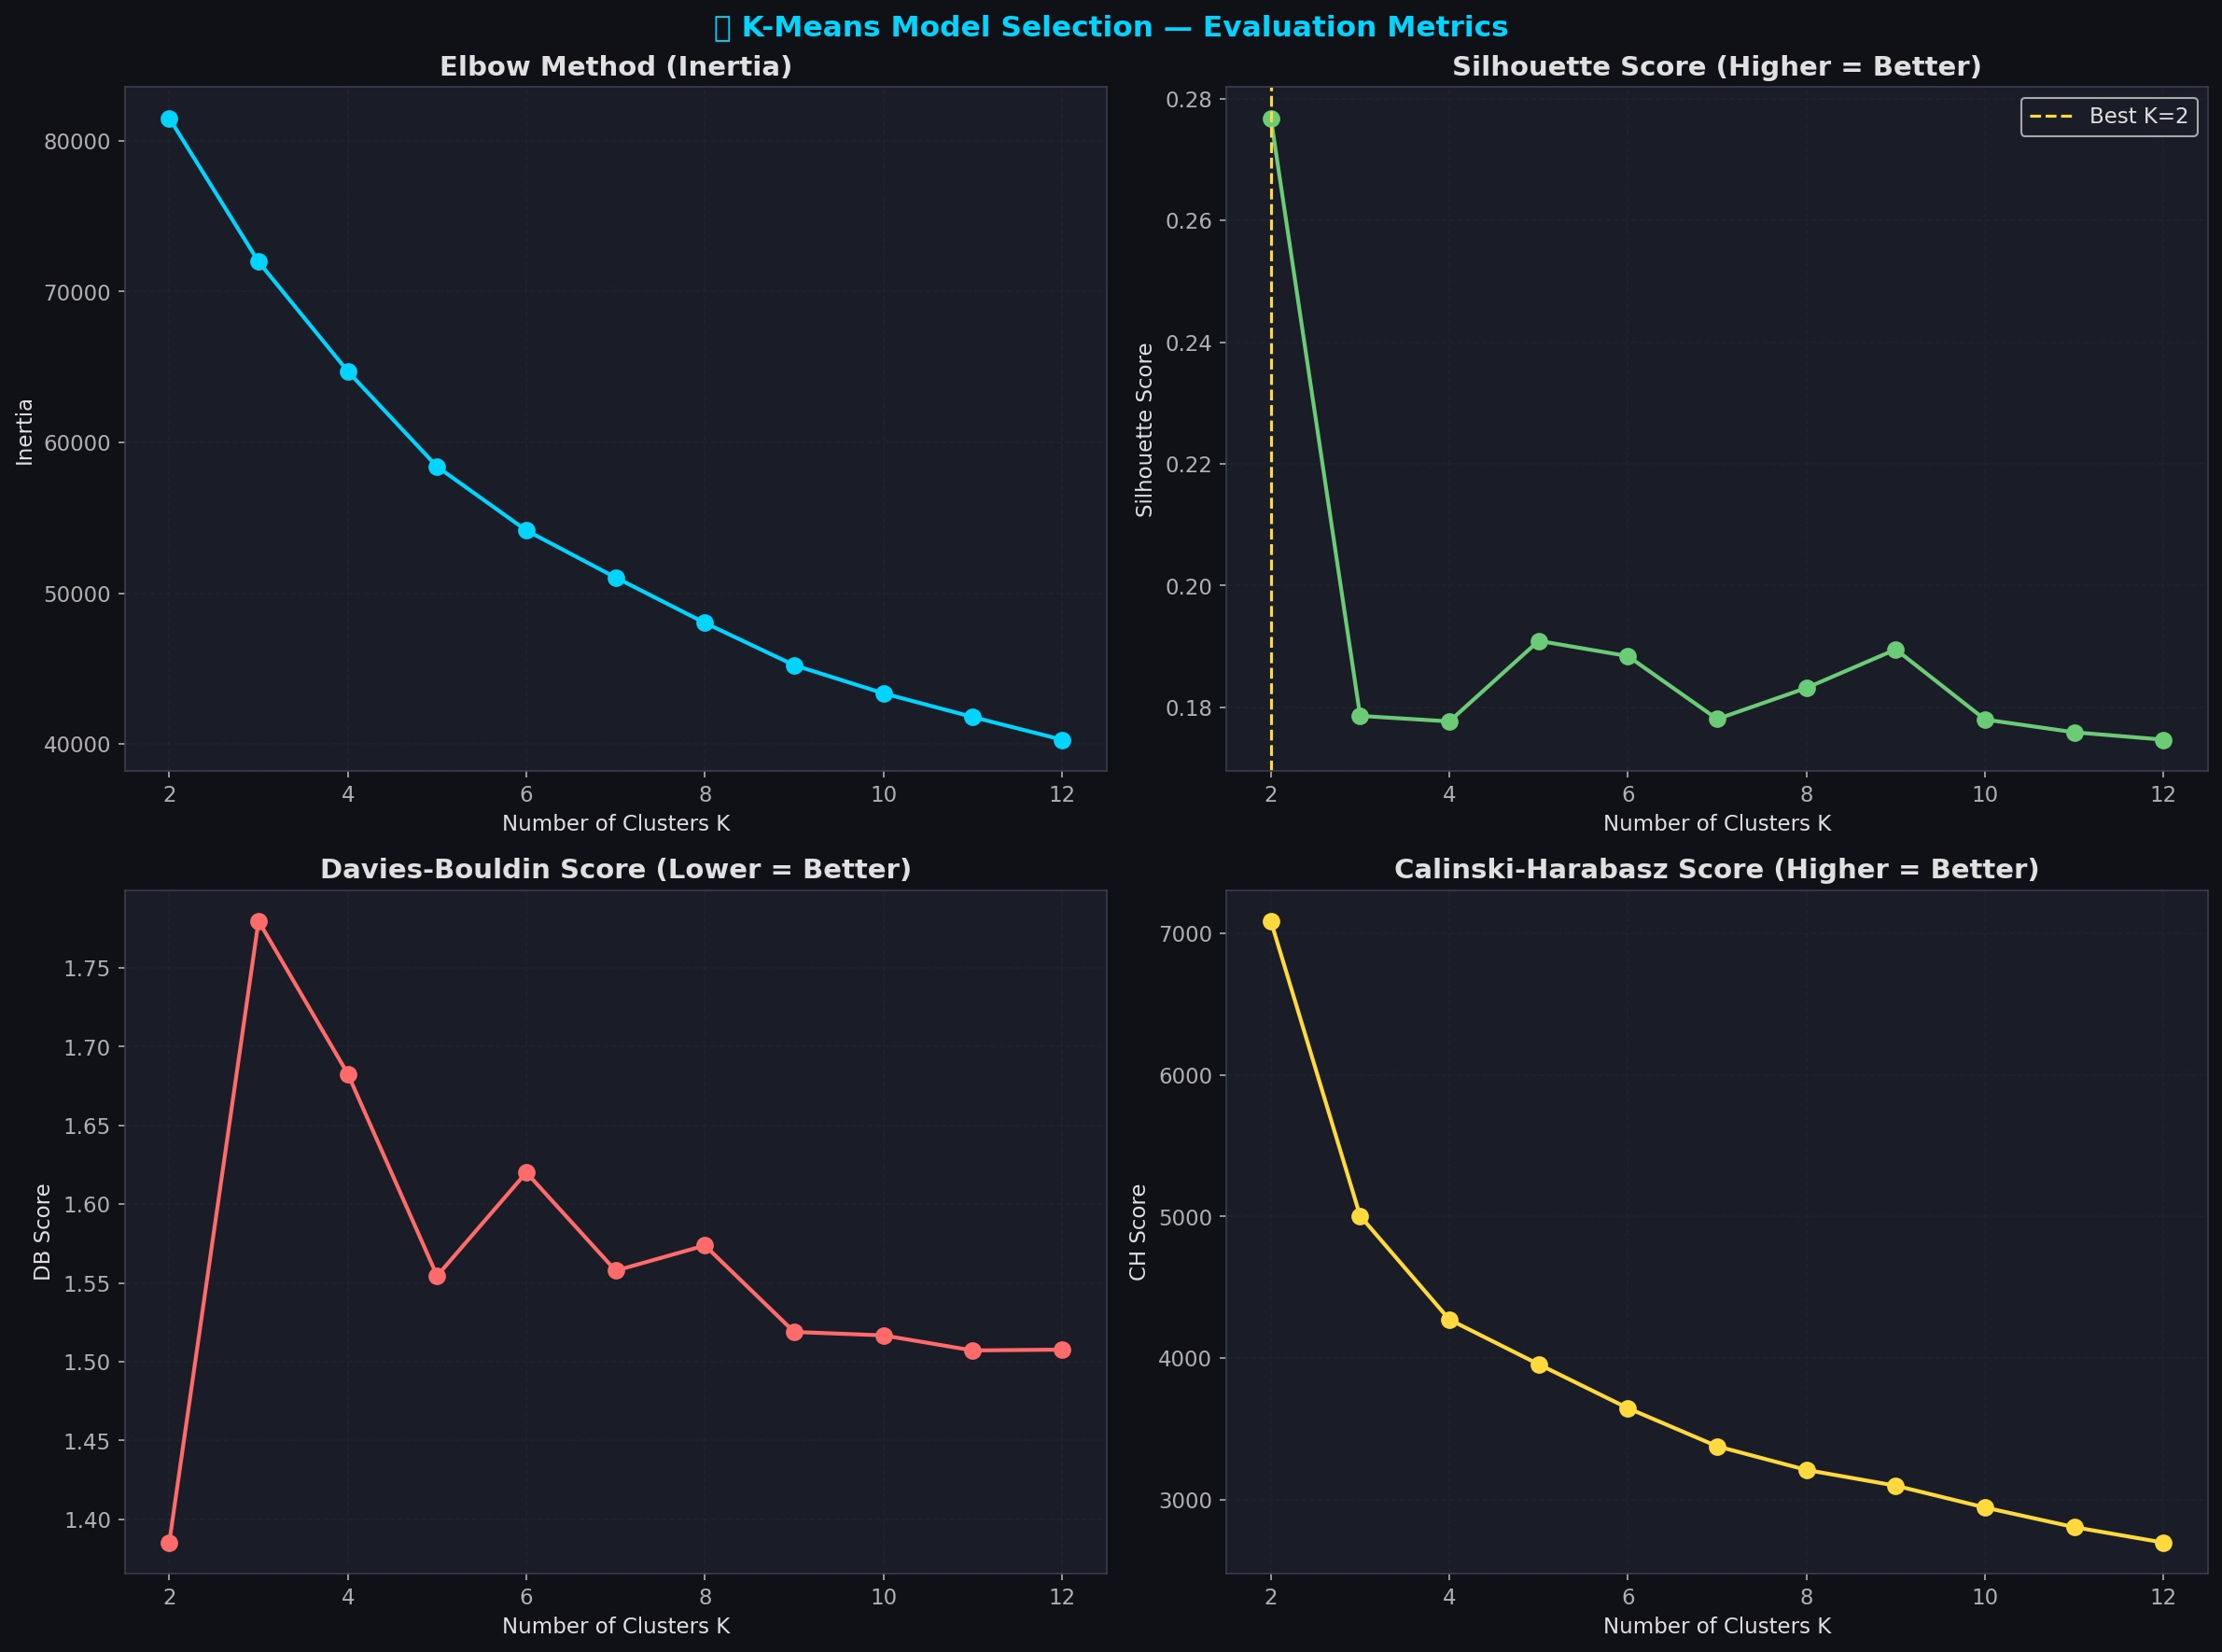 K-Means Model Selection — Evaluation Metrics
Elbow Method (Inertia)
80000
70000
60000
50000
40000
Inertia
2 4 6 8 10 12
Number of Clusters K
Silhouette Score (Higher = Better)
Best K=2
0.28
0.26
0.24
0.22
0.20
0.18
Silhouette Score
2 4 6 8 10 12
Number of Clusters K
Davies-Bouldin Score (Lower = Better)
1.75
1.70
1.65
1.60
1.55
1.50
1.45
1.40
DB Score
2 4 6 8 10 12
Number of Clusters K
Calinski-Harabasz Score (Higher = Better)
7000
6000
5000
4000
3000
CH Score
2 4 6 8 10 12
Number of Clusters K